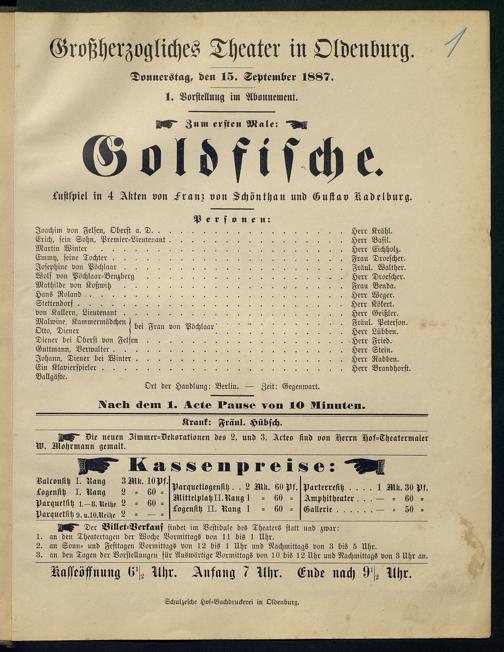 1
Großherzogliches Theater in Oldenburg.
Donnerstag, den 15. September 1887.
1. Vorstellung im Abonnement.
Zum ersten Male:
Goldfische.
Lustspiel in 4 Akten von Franz von Schönthan und Gustav Kadelburg.
Personen:
Joachim von Felsen, Oberst a. D. Herr Krähl.
Erich, sein Sohn, Premier-Lieutenant Herr Basil.
Martin Winter Herr Eichholz.
Emmy, seine Tochter Frau Droescher.
Josephine von Pöchlaar Fräul. Walther.
Wolf von Pöchlaar-Benzberg Herr Droescher.
Mathilde von Koswitz Frau Benda.
Hans Roland Herr Weger.
Stettendorf Herr Kökert.
von Kallern, Lieutenant Herr Geißler.
Malwine, Kammermädchen Fräul. Peterson.
bei Frau von Pöchlaar
Otto, Diener Herr Lübben.
Diener bei Oberst von Felsen Herr Fried.
Guttmann, Verwalter Herr Stein.
Johann, Diener bei Winter Herr Rabben.
Ein Klavierspieler Herr Brandhorst.
Ballgäste.
Ort der Handlung: Berlin. — Zeit: Gegenwart.
Nach dem 1. Acte Pause von 10 Minuten.
Krank: Fräul. Hübsch.
Die neuen Zimmer-Dekorationen des 2. und 3. Actes sind von Herrn Hof-Theatermaler
W. Mohrmann gemalt.
Kassenpreise:
Balconsitz I. Rang 3 Mk. 10 Pf.
Logensitz I. Rang 2 „ 60 „
Parquetsitz 1.–8. Reihe 2 „ 60 „
Parquetsitz 9. u. 10. Reihe 2 „ — „
Parquetlogensitz . . 2 Mk. 60 Pf.
Mittelplatz II. Rang 1 „ 60 „
Logensitz II. Rang 1 „ 60 „
Parterresitz . . . 1 Mk. 30 Pf.
Amphitheater . . — „ 60 „
Gallerie . . . . — „ 50 „
Der Billet-Verkauf findet im Vestibule des Theaters statt und zwar:
1. an den Theatertagen der Woche Vormittags von 11 bis 1 Uhr.
2. an Sonn- und Festtagen Vormittags von 12 bis 1 Uhr und Nachmittags von 3 bis 5 Uhr.
3. an den Tagen der Vorstellungen für Auswärtige Vormittags von 10 bis 12 Uhr und Nachmittags von 3 Uhr an.
Kassenöffnung 6½ Uhr. Anfang 7 Uhr. Ende nach 9½ Uhr.
Schulzesche Hof-Buchdruckerei in Oldenburg.